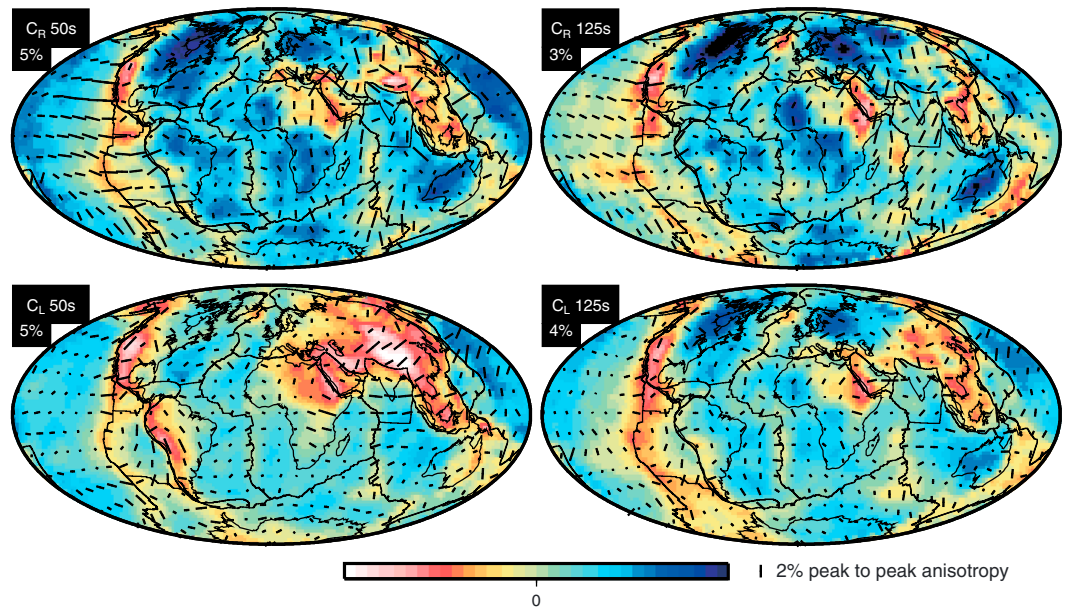 C_R 50s
5%
C_R 125s
3%
C_L 50s
5%
C_L 125s
4%
0
2% peak to peak anisotropy